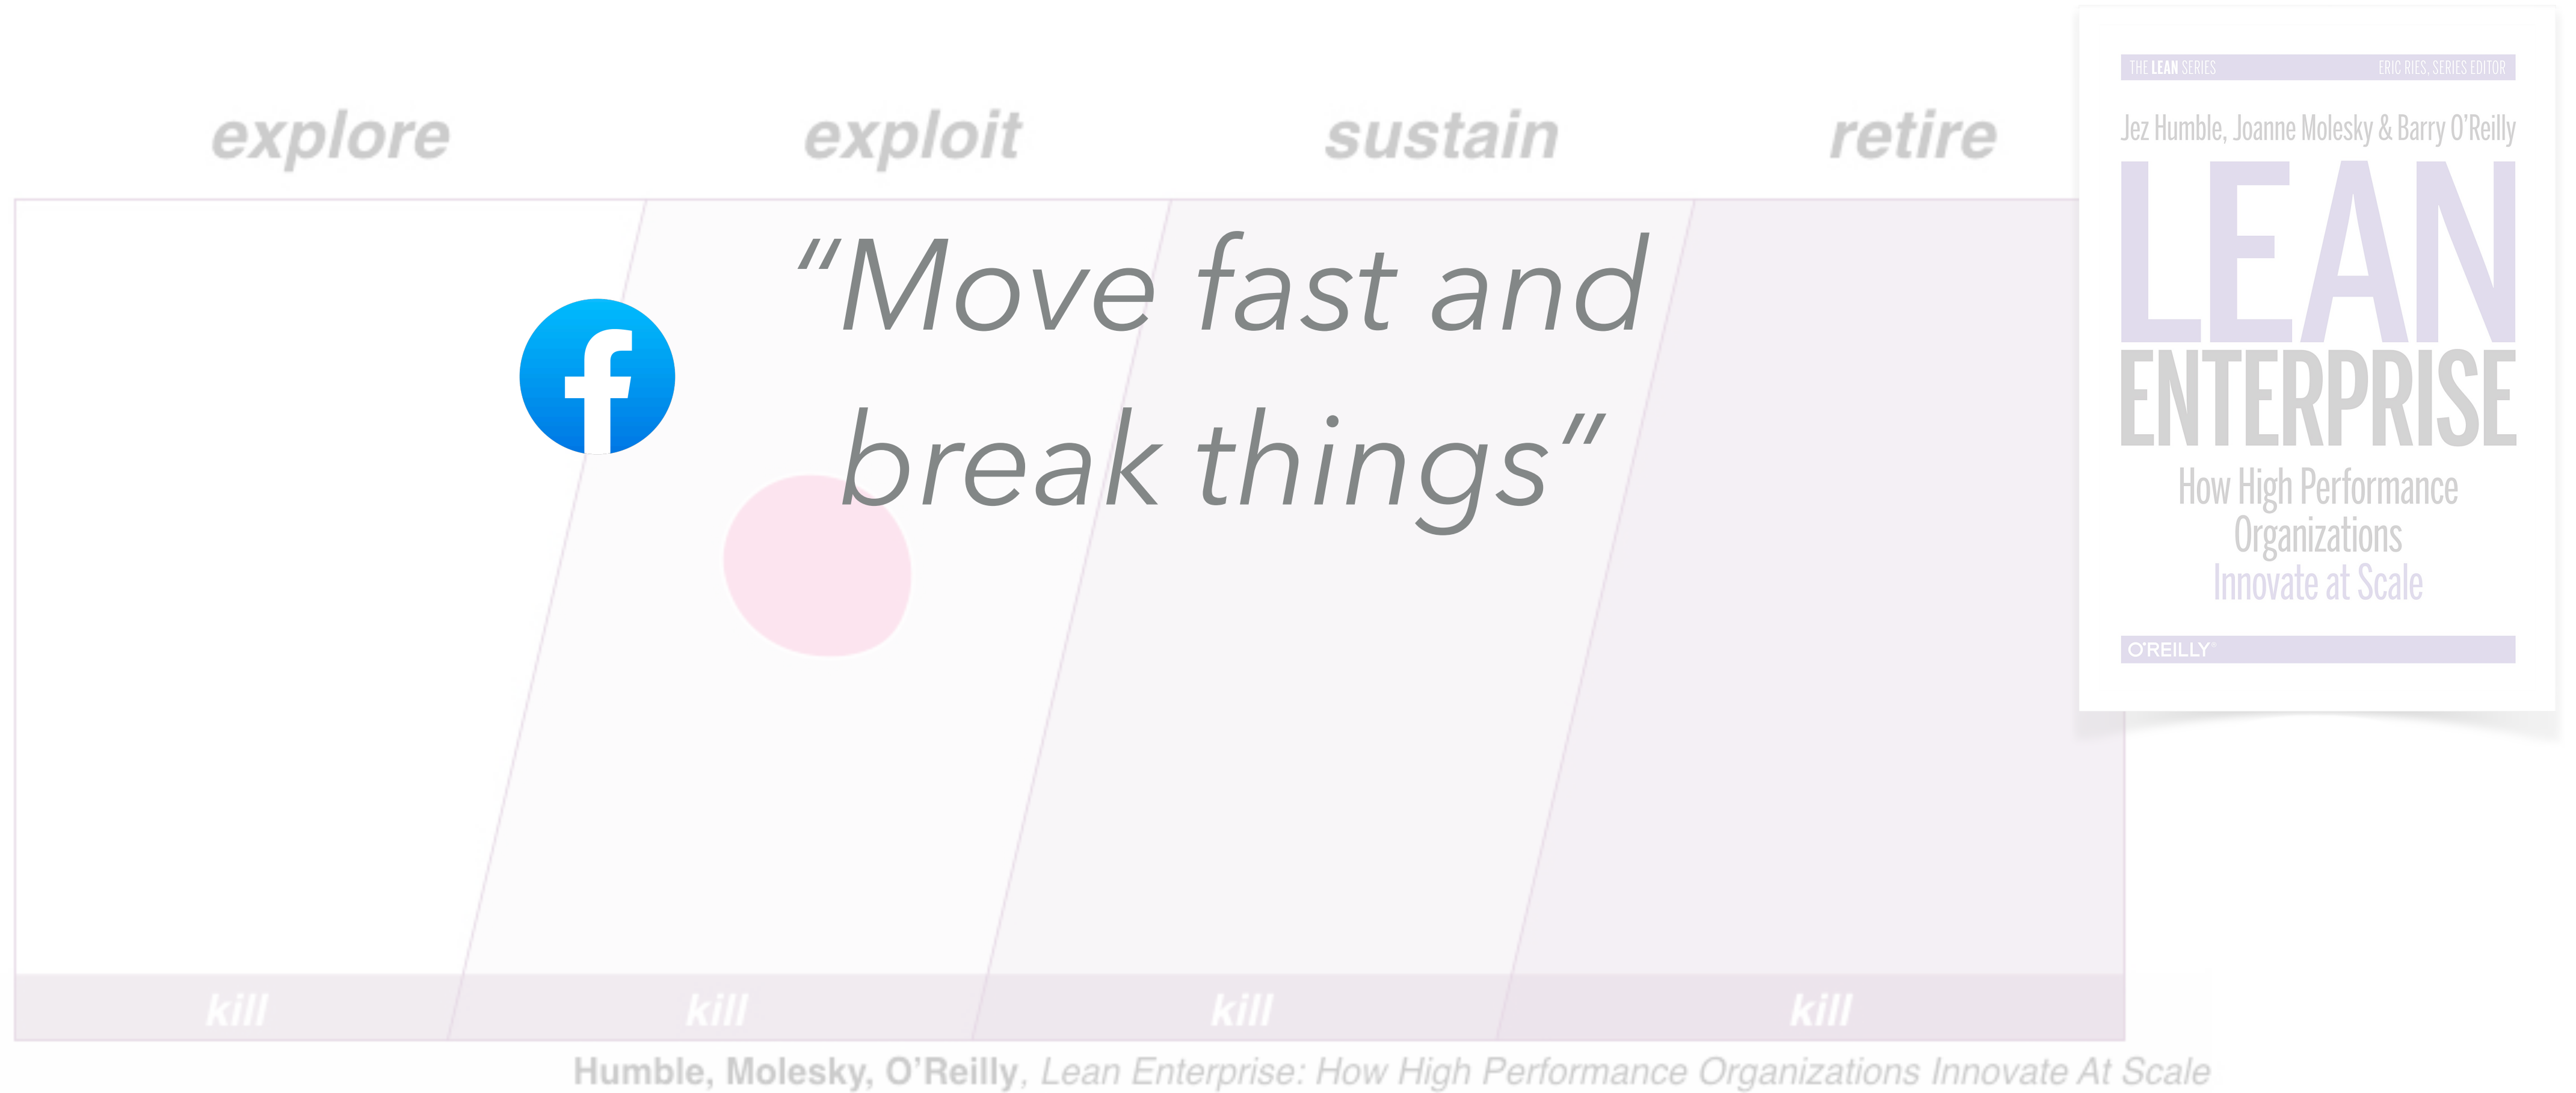 explore exploit sustain retire
“Move fast and
break things”
kill kill kill kill
Humble, Molesky, O’Reilly, Lean Enterprise: How High Performance Organizations Innovate At Scale
THE LEAN SERIES ERIC RIES, SERIES EDITOR
Jez Humble, Joanne Molesky & Barry O’Reilly
LEAN
ENTERPRISE
How High Performance
Organizations
Innovate at Scale
O'REILLY®